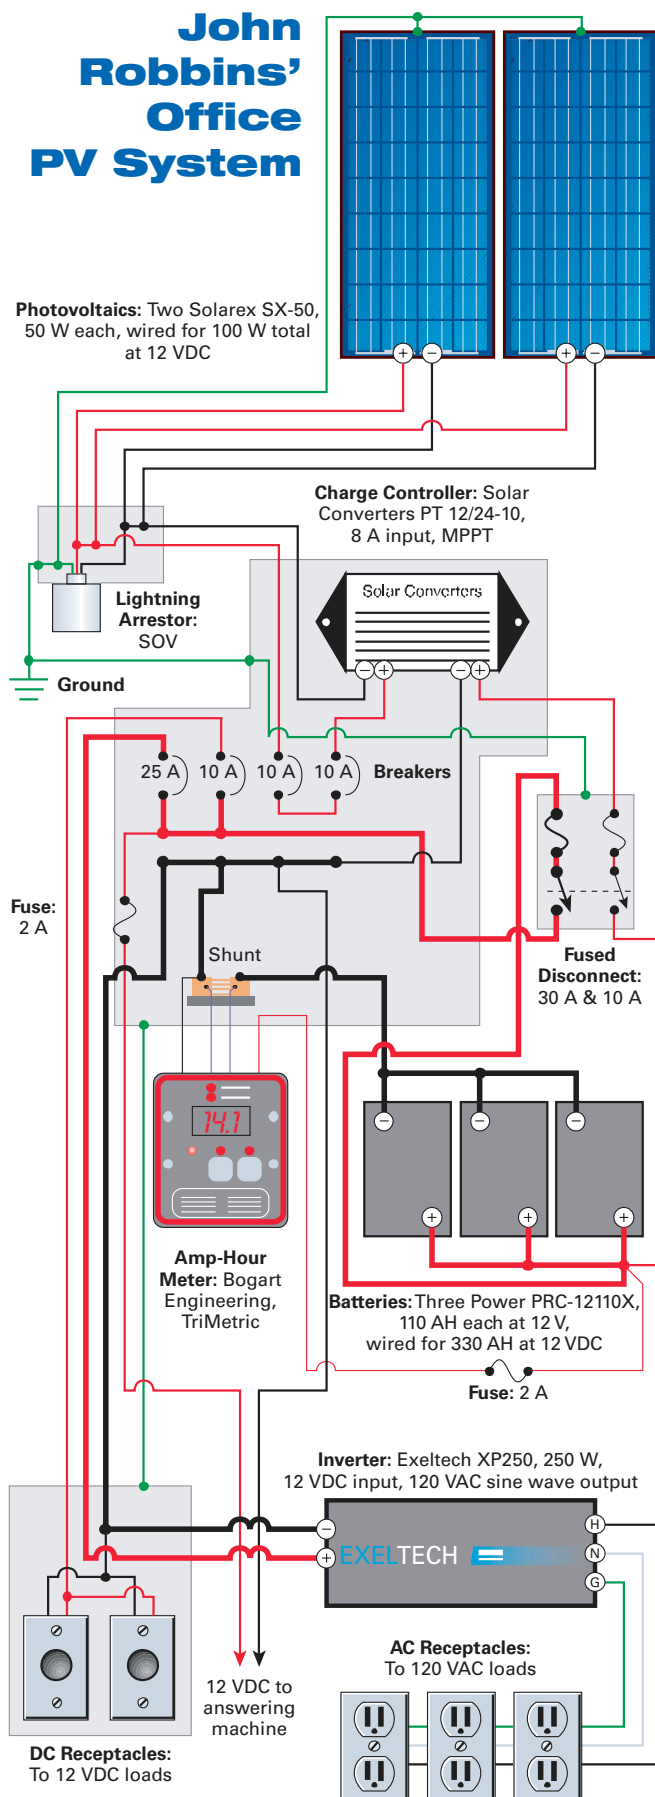 John
Robbins’
Office
PV System
Photovoltaics: Two Solarex SX-50,
50 W each, wired for 100 W total
at 12 VDC
+
−
+
−
Charge Controller: Solar
Converters PT 12/24-10,
8 A input, MPPT
Solar Converters
−
+
−
+
Lightning
Arrestor:
SOV
Ground
25 A
10 A
10 A
10 A
Breakers
Fuse:
2 A
Shunt
Fused
Disconnect:
30 A & 10 A
14.1
−
−
−
+
+
+
Amp-Hour
Meter: Bogart
Engineering,
TriMetric
Batteries: Three Power PRC-12110X,
110 AH each at 12 V,
wired for 330 AH at 12 VDC
Fuse: 2 A
Inverter: Exeltech XP250, 250 W,
12 VDC input, 120 VAC sine wave output
−
+
EXELTECH
H
N
G
AC Receptacles:
To 120 VAC loads
12 VDC to
answering
machine
DC Receptacles:
To 12 VDC loads